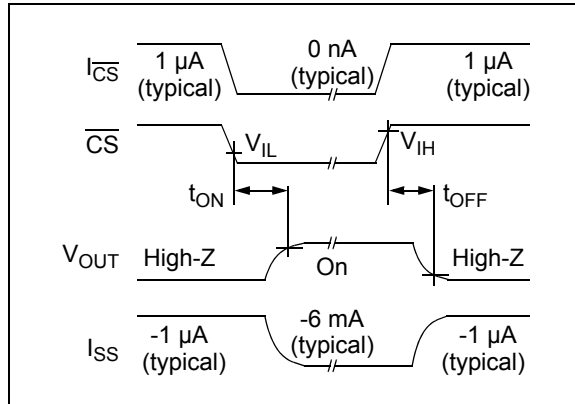 I_CS̅ 1 µA (typical) 0 nA (typical) 1 µA (typical)
C̅S̅ V_IL V_IH
t_ON t_OFF
V_OUT High-Z On High-Z
I_SS -1 µA (typical) -6 mA (typical) -1 µA (typical)